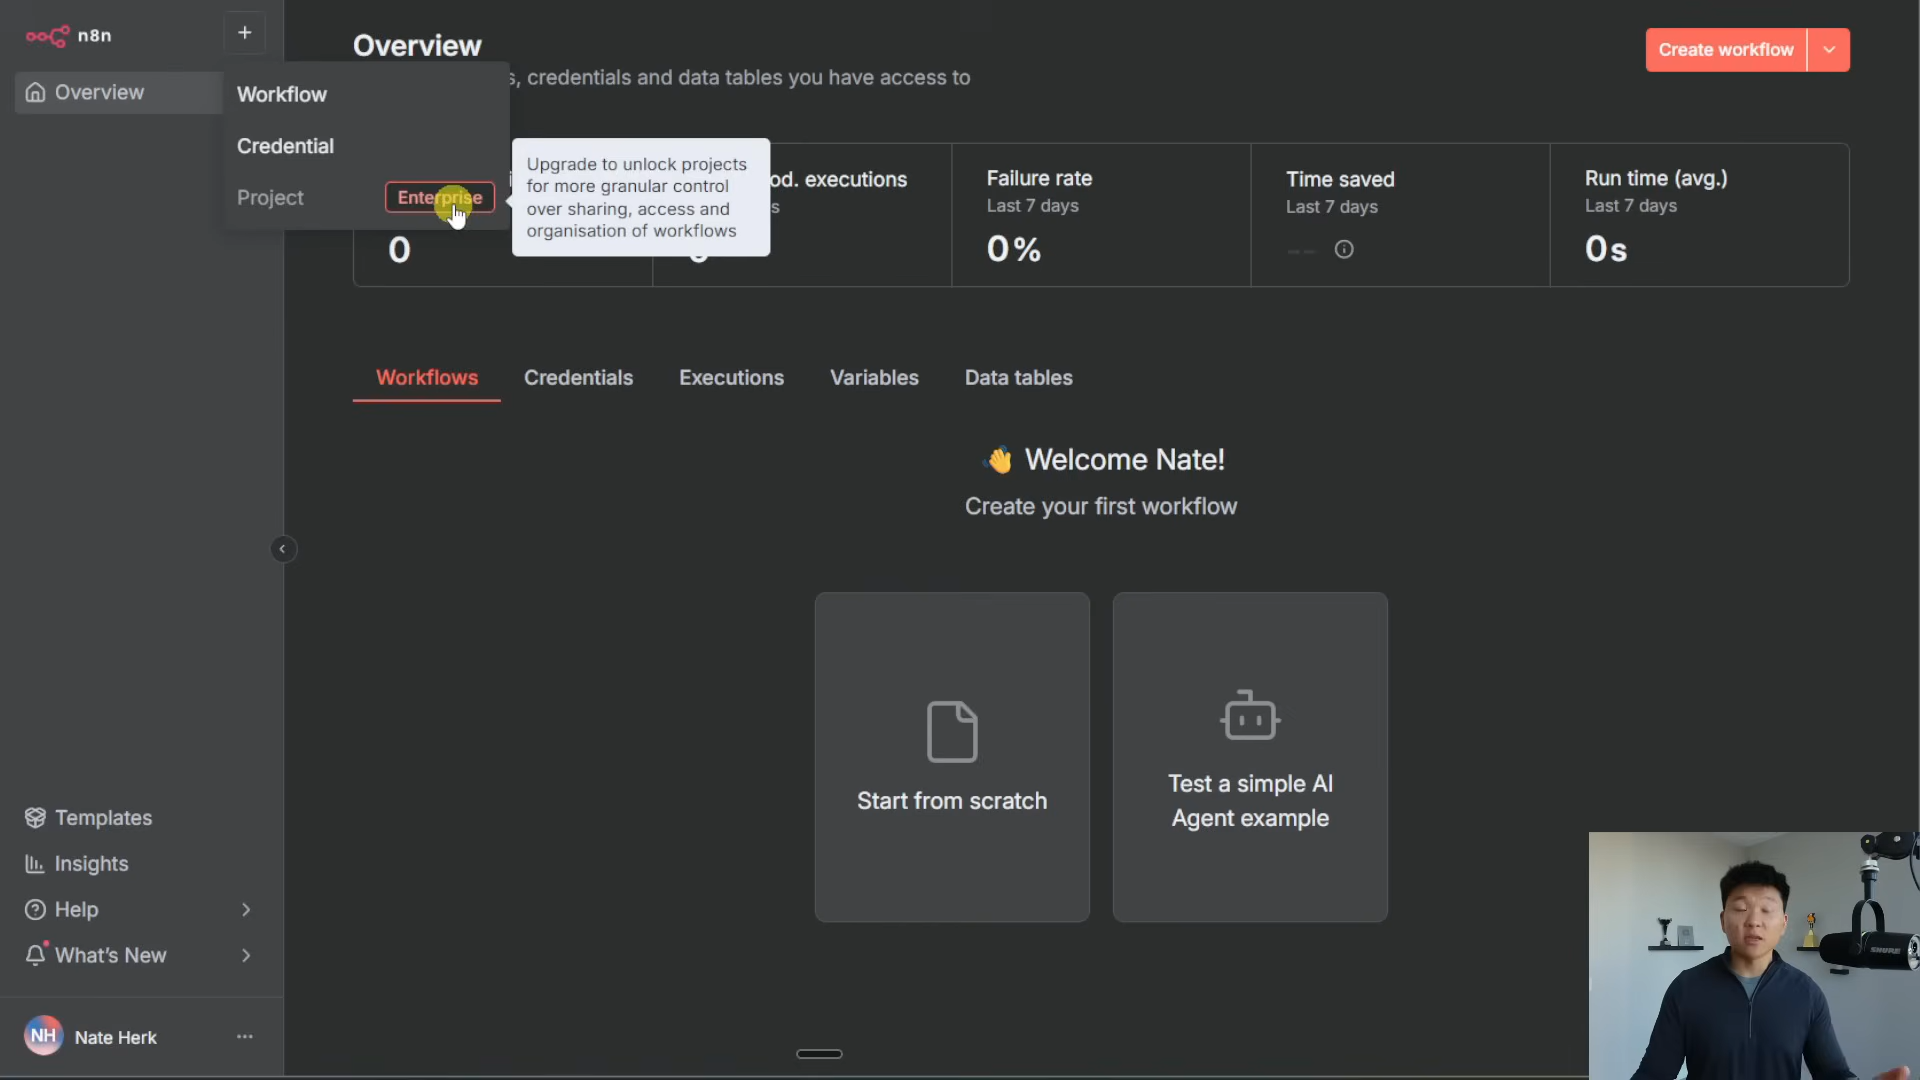 n8n
+
Overview
Workflow
Credential
Project
Enterprise
Upgrade to unlock projects
for more granular control
over sharing, access and
organisation of workflows
Overview
s, credentials and data tables you have access to
Create workflow
0
od. executions
s
Failure rate
Last 7 days
0%
Time saved
Last 7 days
--
Run time (avg.)
Last 7 days
0s
Workflows
Credentials
Executions
Variables
Data tables
👋 Welcome Nate!
Create your first workflow
Start from scratch
Test a simple AI
Agent example
Templates
Insights
Help
What's New
NH
Nate Herk
SHURE